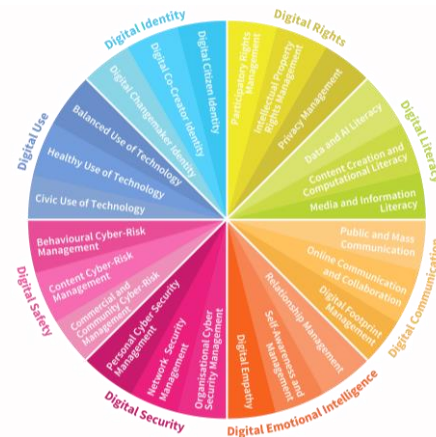 Digital Identity
Digital Citizen Identity
Digital Co-Creator Identity
Digital Changemaker Identity
Digital Rights
Participatory Rights
Management
Intellectual Property
Rights Management
Privacy Management
Digital Literacy
Data and AI Literacy
Content Creation and
Computational Literacy
Media and Information
Literacy
Digital Communication
Public and Mass
Communication
Online Communication
and Collaboration
Digital Footprint
Management
Digital Emotional Intelligence
Relationship Management
Self-Awareness and
Management
Digital Empathy
Digital Security
Organisational Cyber
Security Management
Network Security
Management
Personal Cyber Security
Management
Digital Safety
Commercial and
Community Cyber-Risk
Management
Content Cyber-Risk
Management
Behavioural Cyber-Risk
Management
Digital Use
Civic Use of Technology
Healthy Use of Technology
Balanced Use of Technology